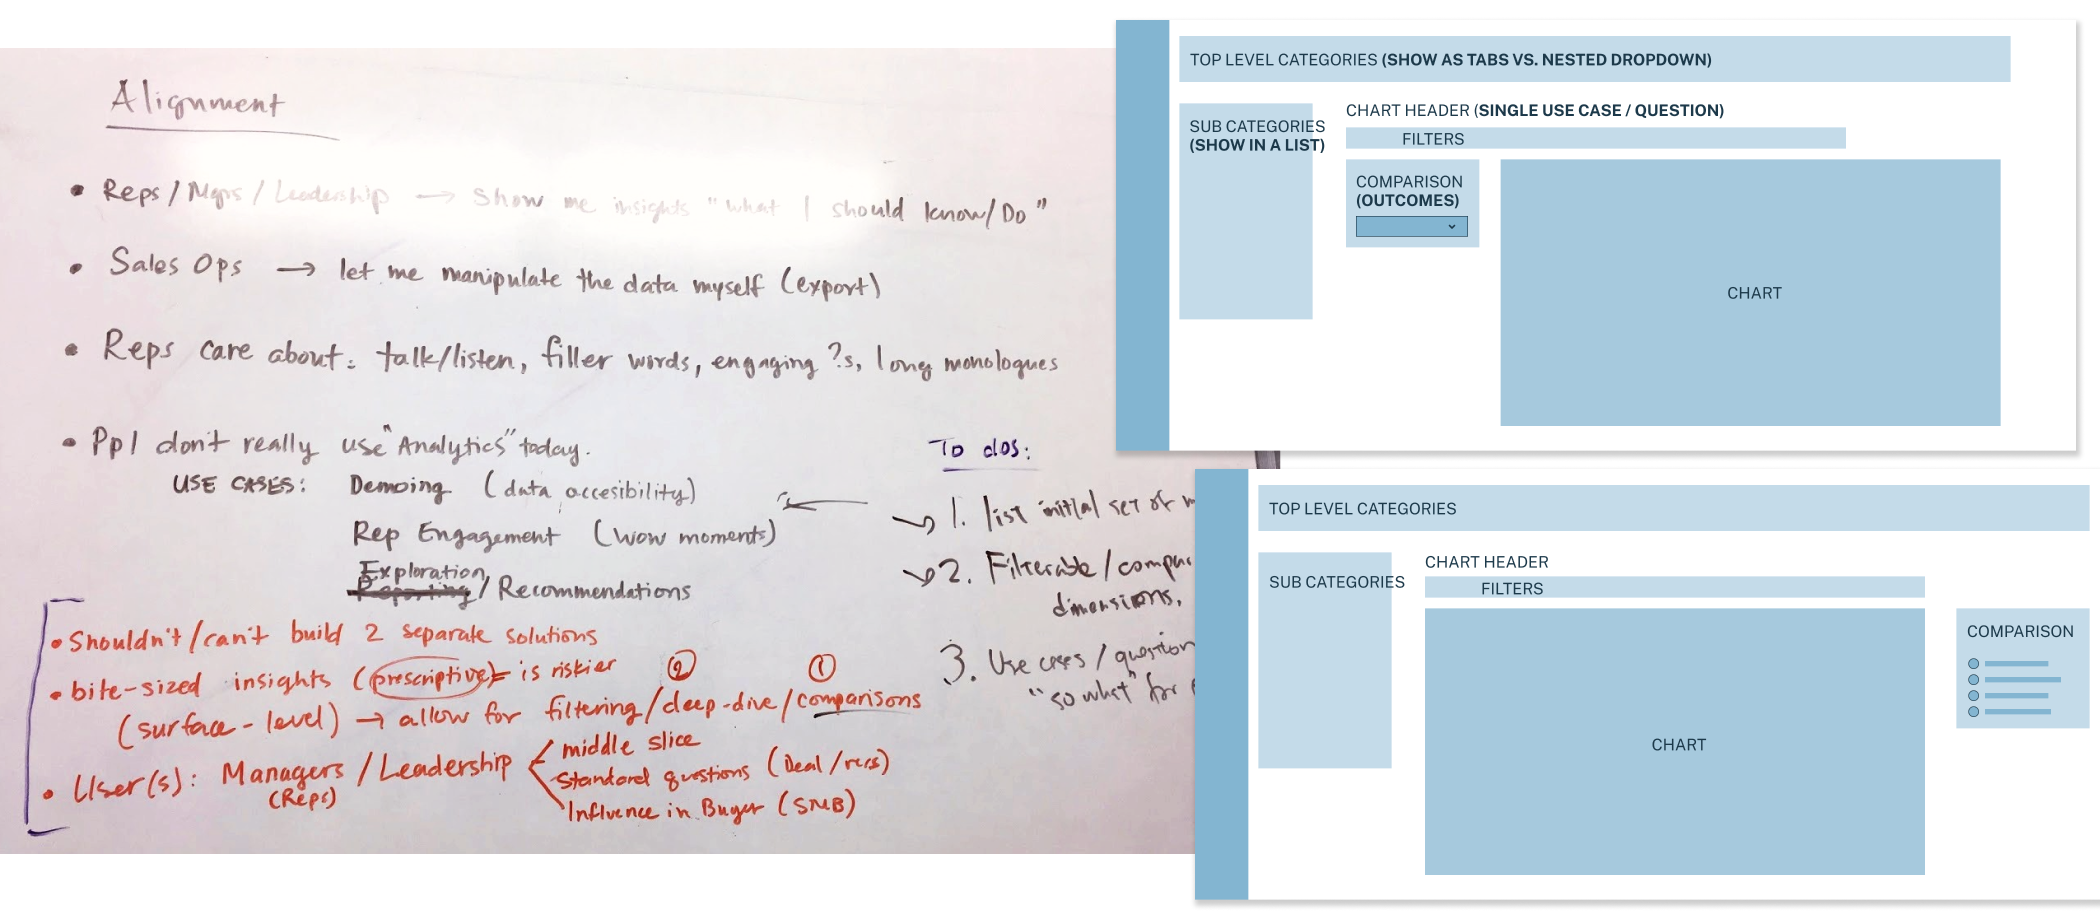 Alignment
• Reps / Mgrs / Leadership → Show me insights "what I should know/Do"
• Sales Ops → let me manipulate the data myself (export)
• Reps care about: talk/listen, filler words, engaging ?s, long monologues
• Ppl don't really use "Analytics" today.
USE CASES: Demoing (data accesibility)
Rep Engagement (wow moments)
Exploration
/ Recommendations
• Shouldn't/can't build 2 separate solutions
• bite-sized insights (prescriptive) is riskier
(surface-level) → allow for filtering/deep-dive/comparisons
2 1
• User(s): Managers / Leadership
(Reps)
middle slice
Standard questions (Deal/
Influence in Buyer (SMB)
To dos:
→ 1. list initial set of
→ 2. Filterable / compar
dimensions,
3. Use cases / question
"so what" for
TOP LEVEL CATEGORIES (SHOW AS TABS VS. NESTED DROPDOWN)
SUB CATEGORIES
(SHOW IN A LIST)
CHART HEADER (SINGLE USE CASE / QUESTION)
FILTERS
COMPARISON
(OUTCOMES)
CHART
TOP LEVEL CATEGORIES
SUB CATEGORIES
CHART HEADER
FILTERS
CHART
COMPARISON